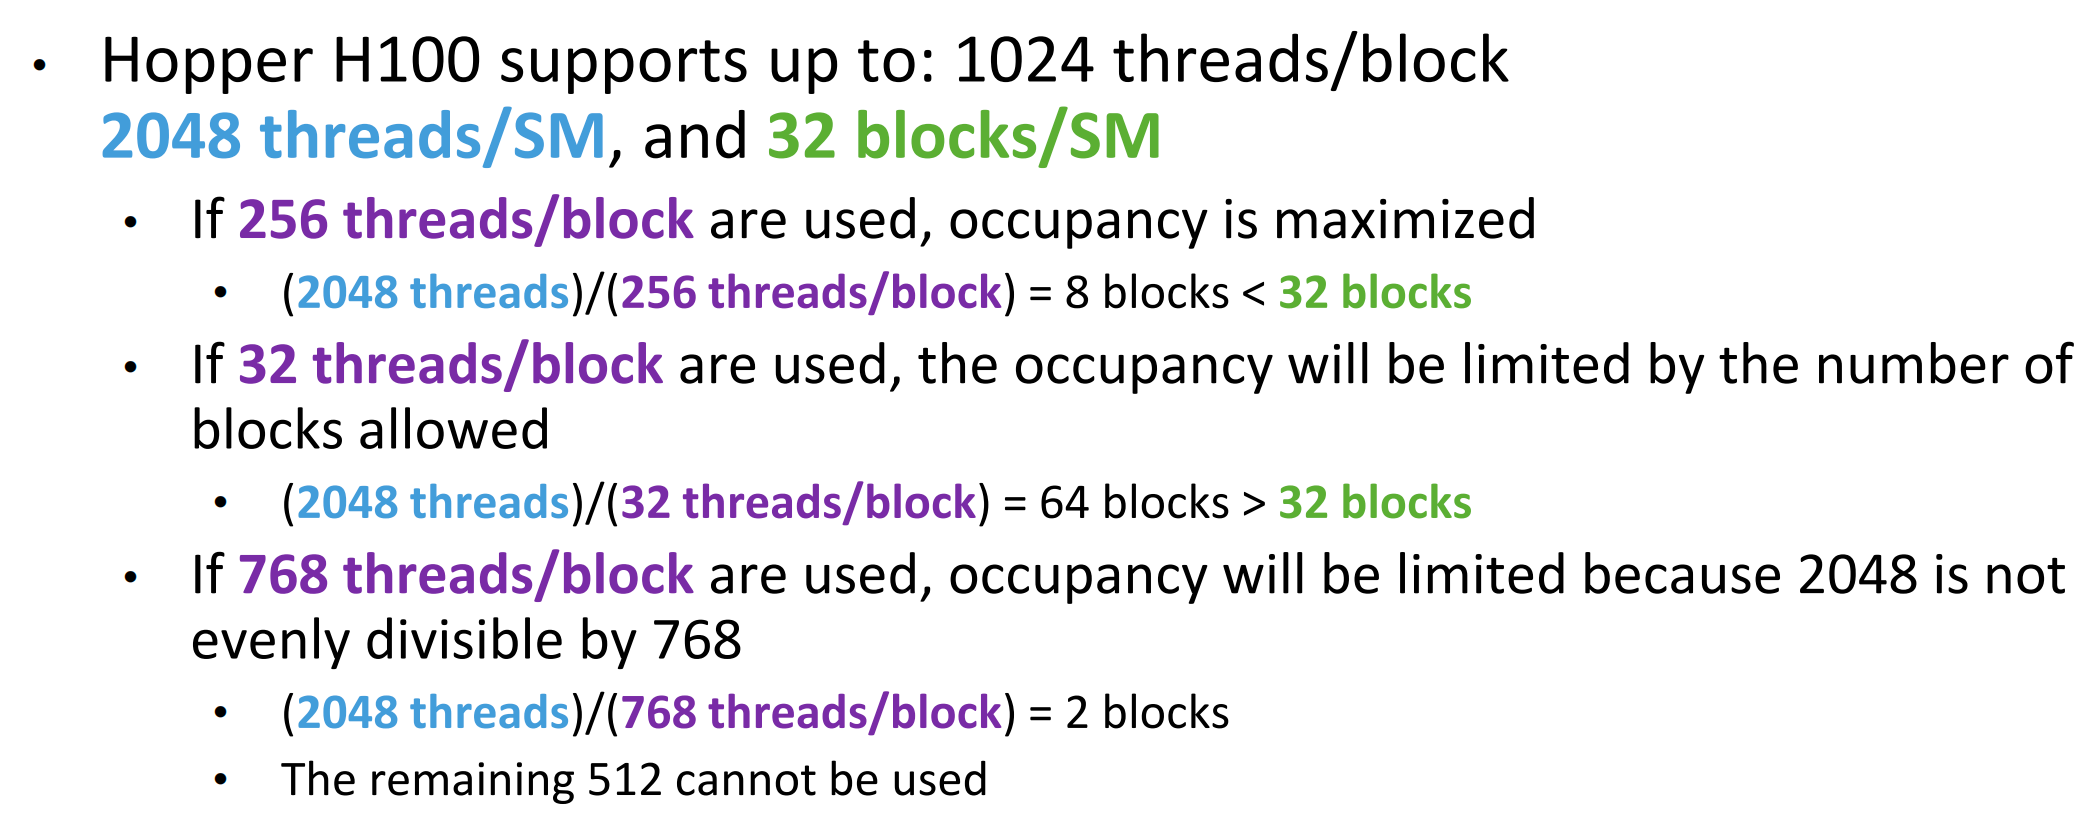 • Hopper H100 supports up to: 1024 threads/block
2048 threads/SM, and 32 blocks/SM
• If 256 threads/block are used, occupancy is maximized
• (2048 threads)/(256 threads/block) = 8 blocks < 32 blocks
• If 32 threads/block are used, the occupancy will be limited by the number of
blocks allowed
• (2048 threads)/(32 threads/block) = 64 blocks > 32 blocks
• If 768 threads/block are used, occupancy will be limited because 2048 is not
evenly divisible by 768
• (2048 threads)/(768 threads/block) = 2 blocks
• The remaining 512 cannot be used